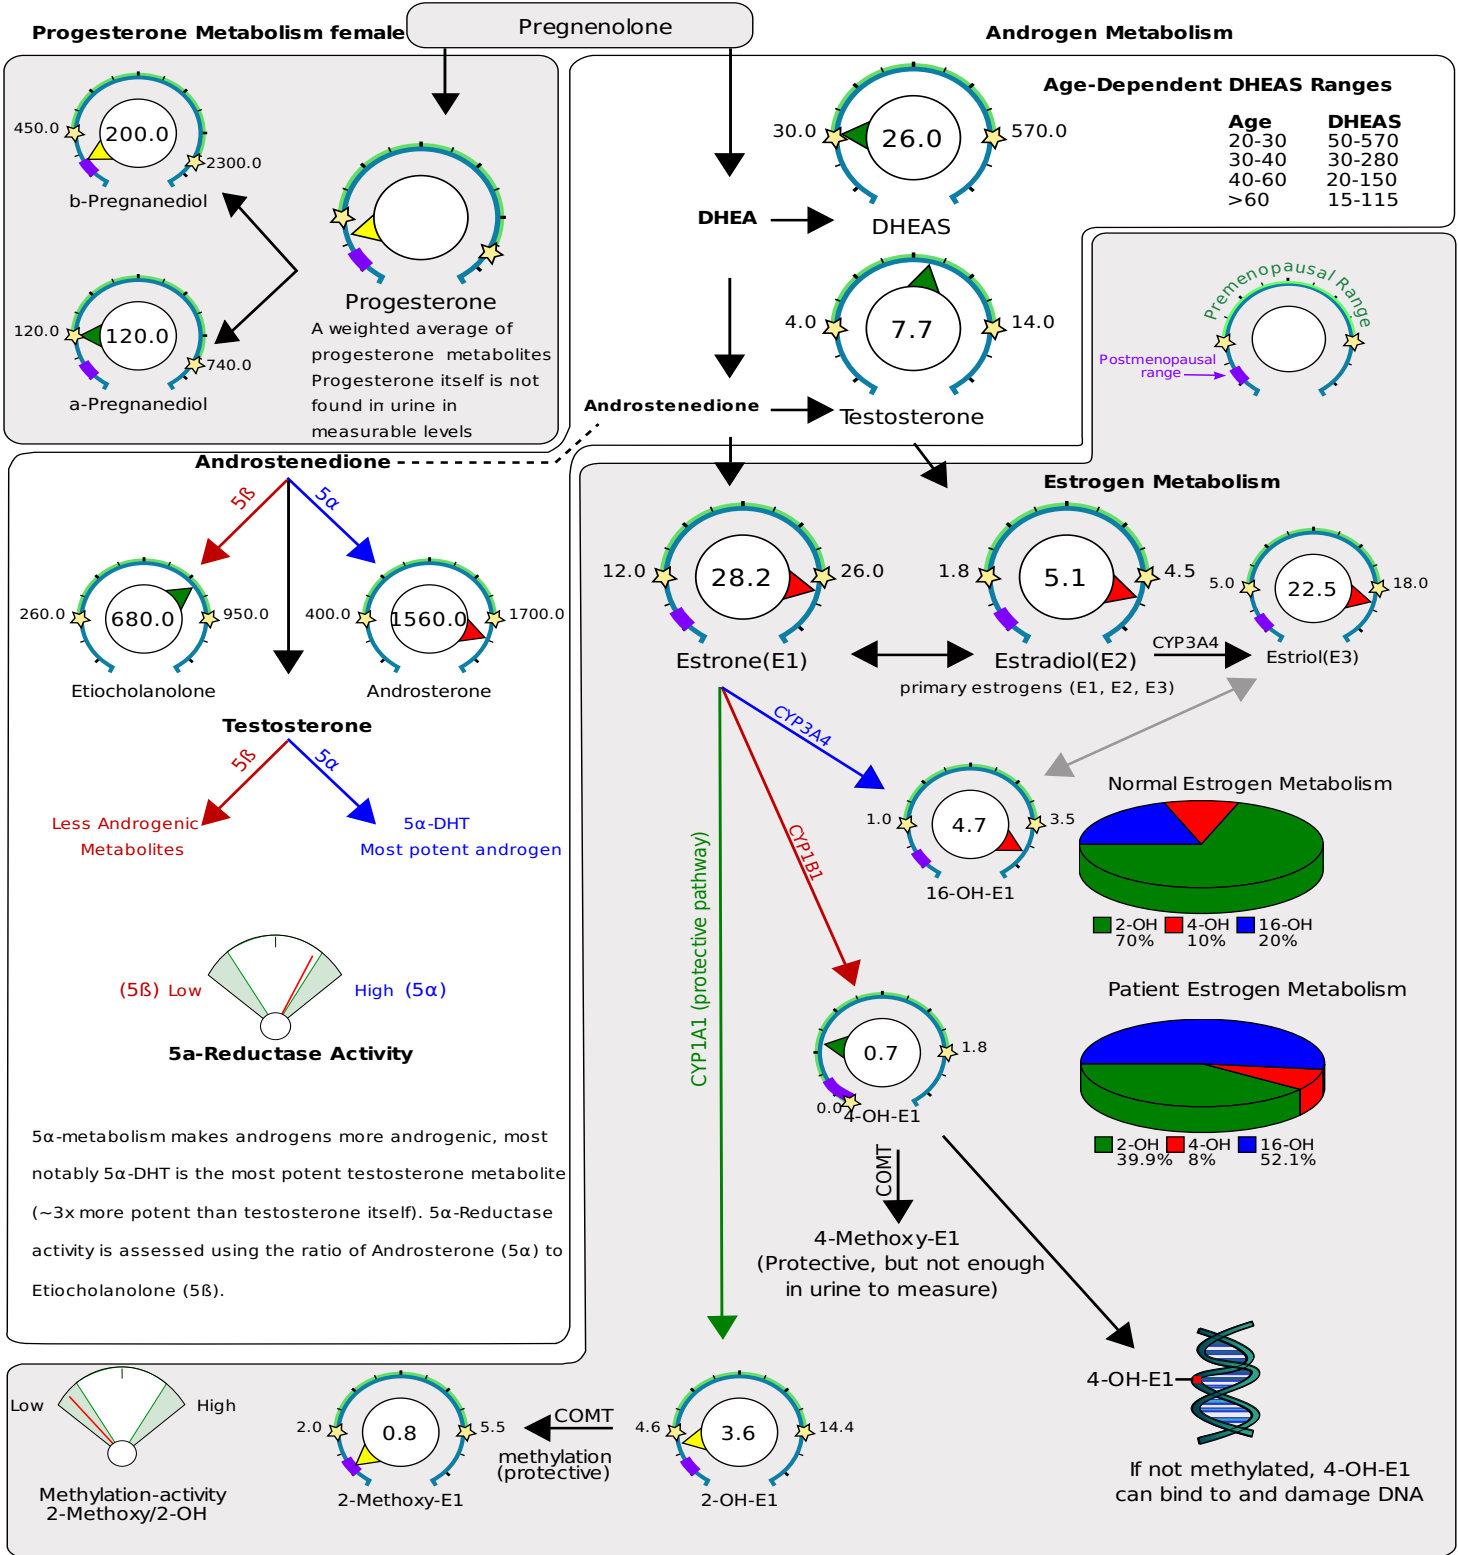 Pregnenolone
Progesterone Metabolism female
450.0
200.0
2300.0
b-Pregnanediol
120.0
120.0
740.0
a-Pregnanediol
Progesterone
A weighted average of
progesterone metabolites
Progesterone itself is not
found in urine in
measurable levels
Androgen Metabolism
Age-Dependent DHEAS Ranges
Age DHEAS
20-30 50-570
30-40 30-280
40-60 20-150
>60 15-115
30.0
26.0
570.0
DHEA
DHEAS
4.0
7.7
14.0
Androstenedione
Testosterone
Premenopausal Range
Postmenopausal
range
Androstenedione
5ß
5α
260.0
680.0
950.0
Etiocholanolone
400.0
1560.0
1700.0
Androsterone
Testosterone
5ß
5α
Less Androgenic
Metabolites
5α-DHT
Most potent androgen
(5ß) Low
High (5α)
5a-Reductase Activity
5α-metabolism makes androgens more androgenic, most
notably 5α-DHT is the most potent testosterone metabolite
(~3x more potent than testosterone itself). 5α-Reductase
activity is assessed using the ratio of Androsterone (5α) to
Etiocholanolone (5ß).
Estrogen Metabolism
12.0
28.2
26.0
Estrone(E1)
1.8
5.1
4.5
Estradiol(E2)
CYP3A4
5.0
22.5
18.0
Estriol(E3)
primary estrogens (E1, E2, E3)
CYP3A4
CYP1B1
CYP1A1 (protective pathway)
1.0
4.7
3.5
16-OH-E1
Normal Estrogen Metabolism
2-OH 4-OH 16-OH
70% 10% 20%
Patient Estrogen Metabolism
2-OH 4-OH 16-OH
39.9% 8% 52.1%
0.7
1.8
0.0
4-OH-E1
COMT
4-Methoxy-E1
(Protective, but not enough
in urine to measure)
4-OH-E1
If not methylated, 4-OH-E1
can bind to and damage DNA
Low
High
Methylation-activity
2-Methoxy/2-OH
2.0
0.8
5.5
2-Methoxy-E1
COMT
methylation
(protective)
4.6
3.6
14.4
2-OH-E1